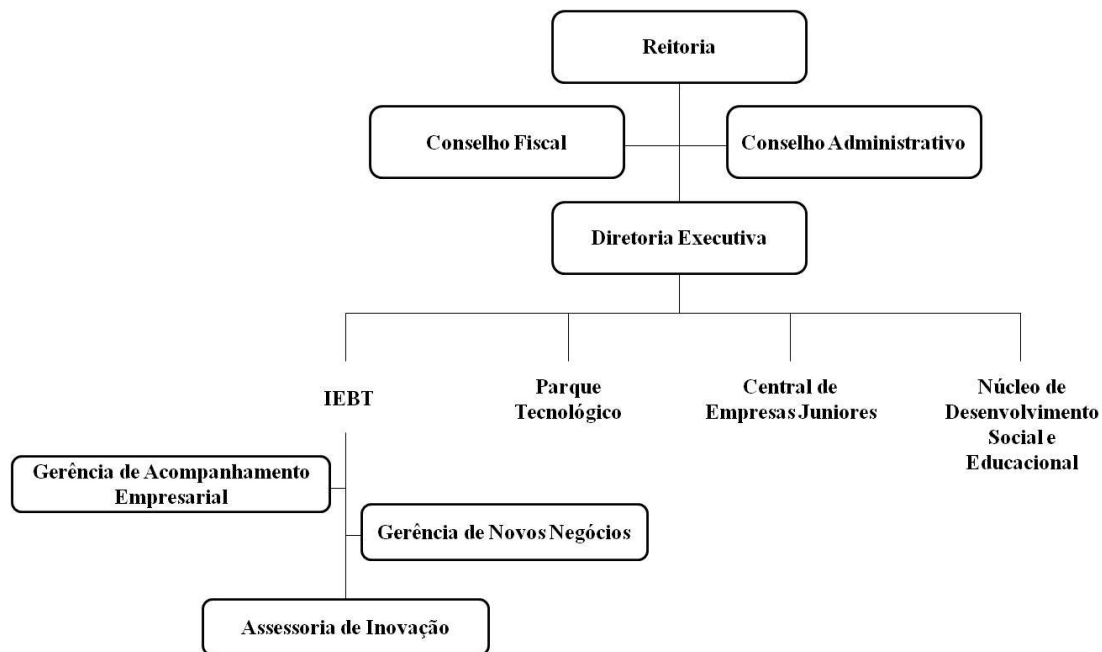 Reitoria
Conselho Fiscal
Conselho Administrativo
Diretoria Executiva
IEBT
Parque
Tecnológico
Central de
Empresas Juniores
Núcleo de
Desenvolvimento
Social e
Educacional
Gerência de Acompanhamento
Empresarial
Gerência de Novos Negócios
Assessoria de Inovação